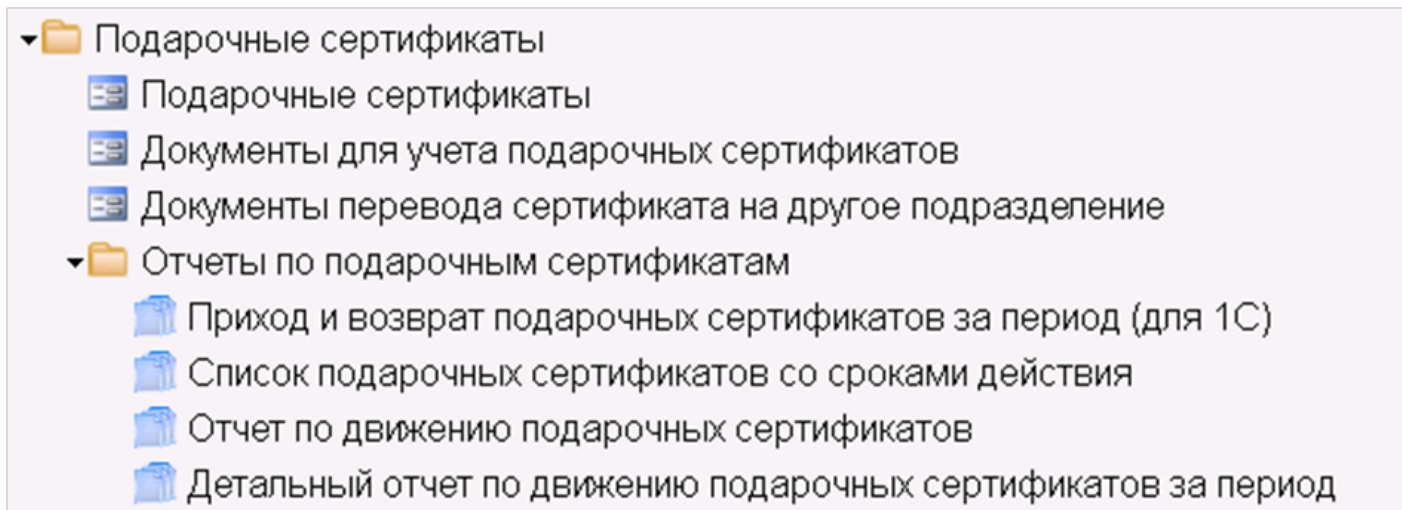 Подарочные сертификаты
Подарочные сертификаты
Документы для учета подарочных сертификатов
Документы перевода сертификата на другое подразделение
Отчеты по подарочным сертификатам
Приход и возврат подарочных сертификатов за период (для 1С)
Список подарочных сертификатов со сроками действия
Отчет по движению подарочных сертификатов
Детальный отчет по движению подарочных сертификатов за период